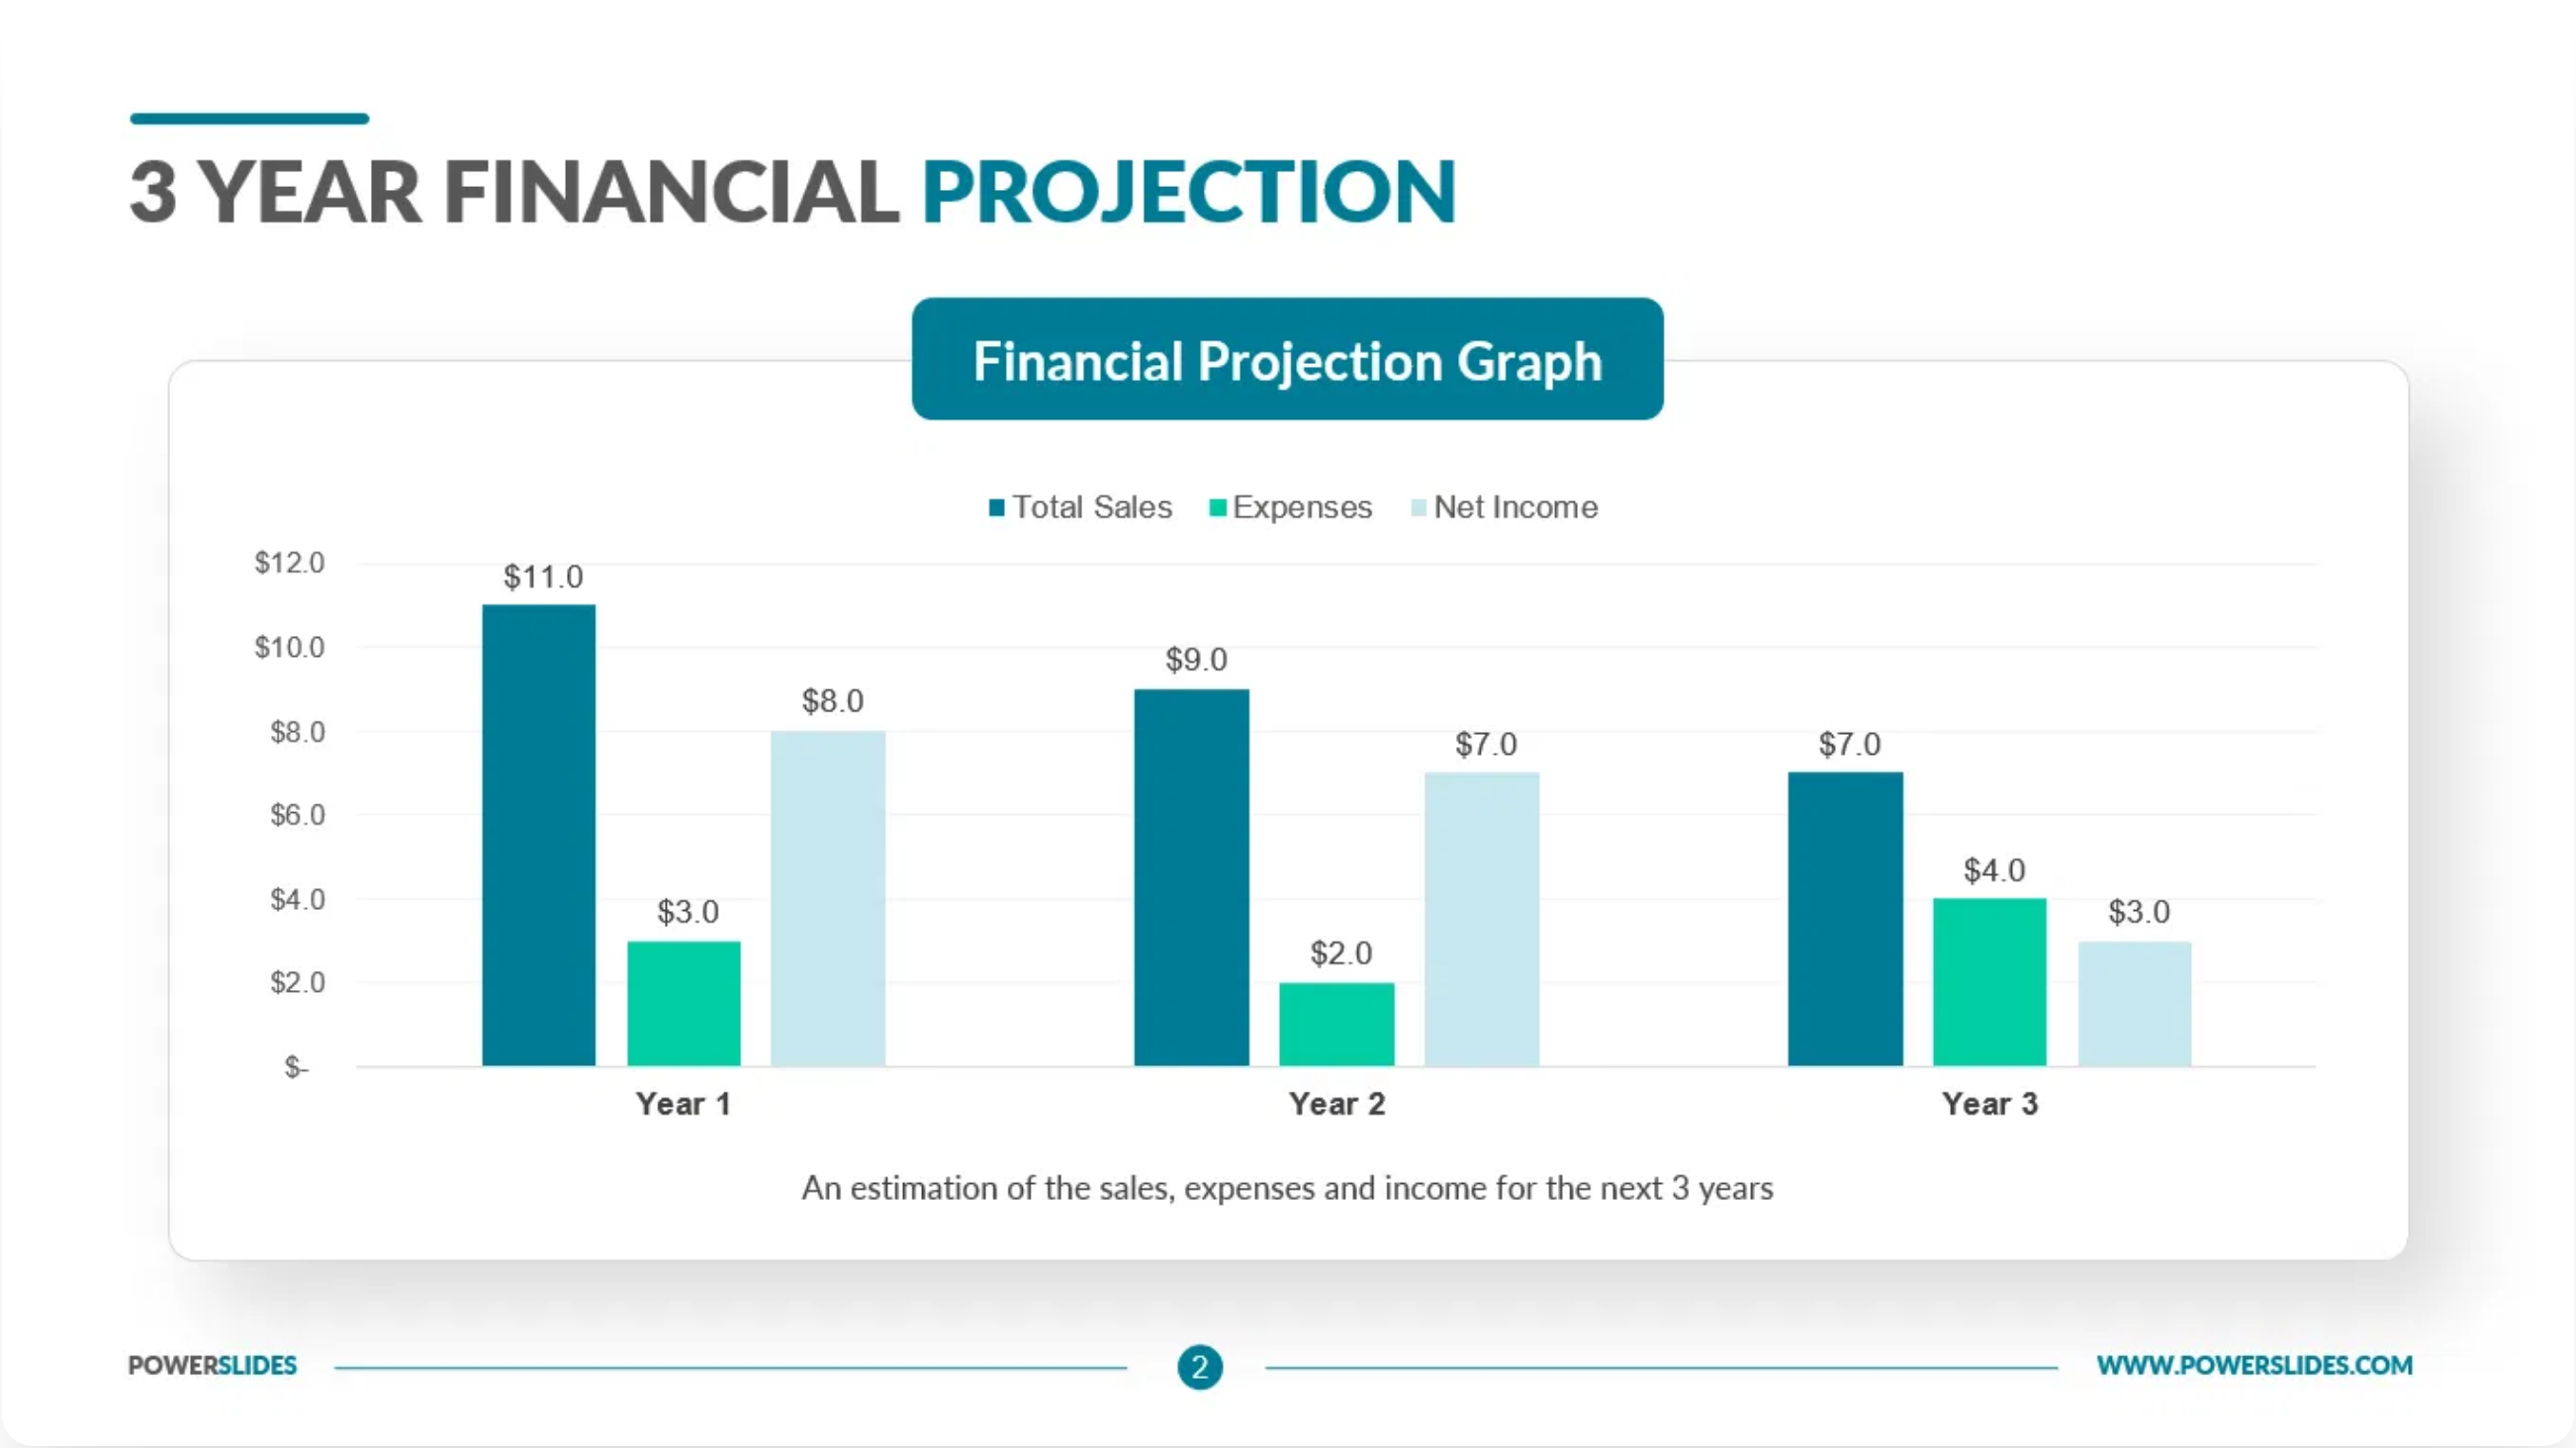 3 YEAR FINANCIAL PROJECTION
Financial Projection Graph
Total Sales Expenses Net Income
$12.0
$10.0
$8.0
$6.0
$4.0
$2.0
$-
$11.0
$3.0
$8.0
$9.0
$2.0
$7.0
$7.0
$4.0
$3.0
Year 1 Year 2 Year 3
An estimation of the sales, expenses and income for the next 3 years
POWERSLIDES 2 WWW.POWERSLIDES.COM